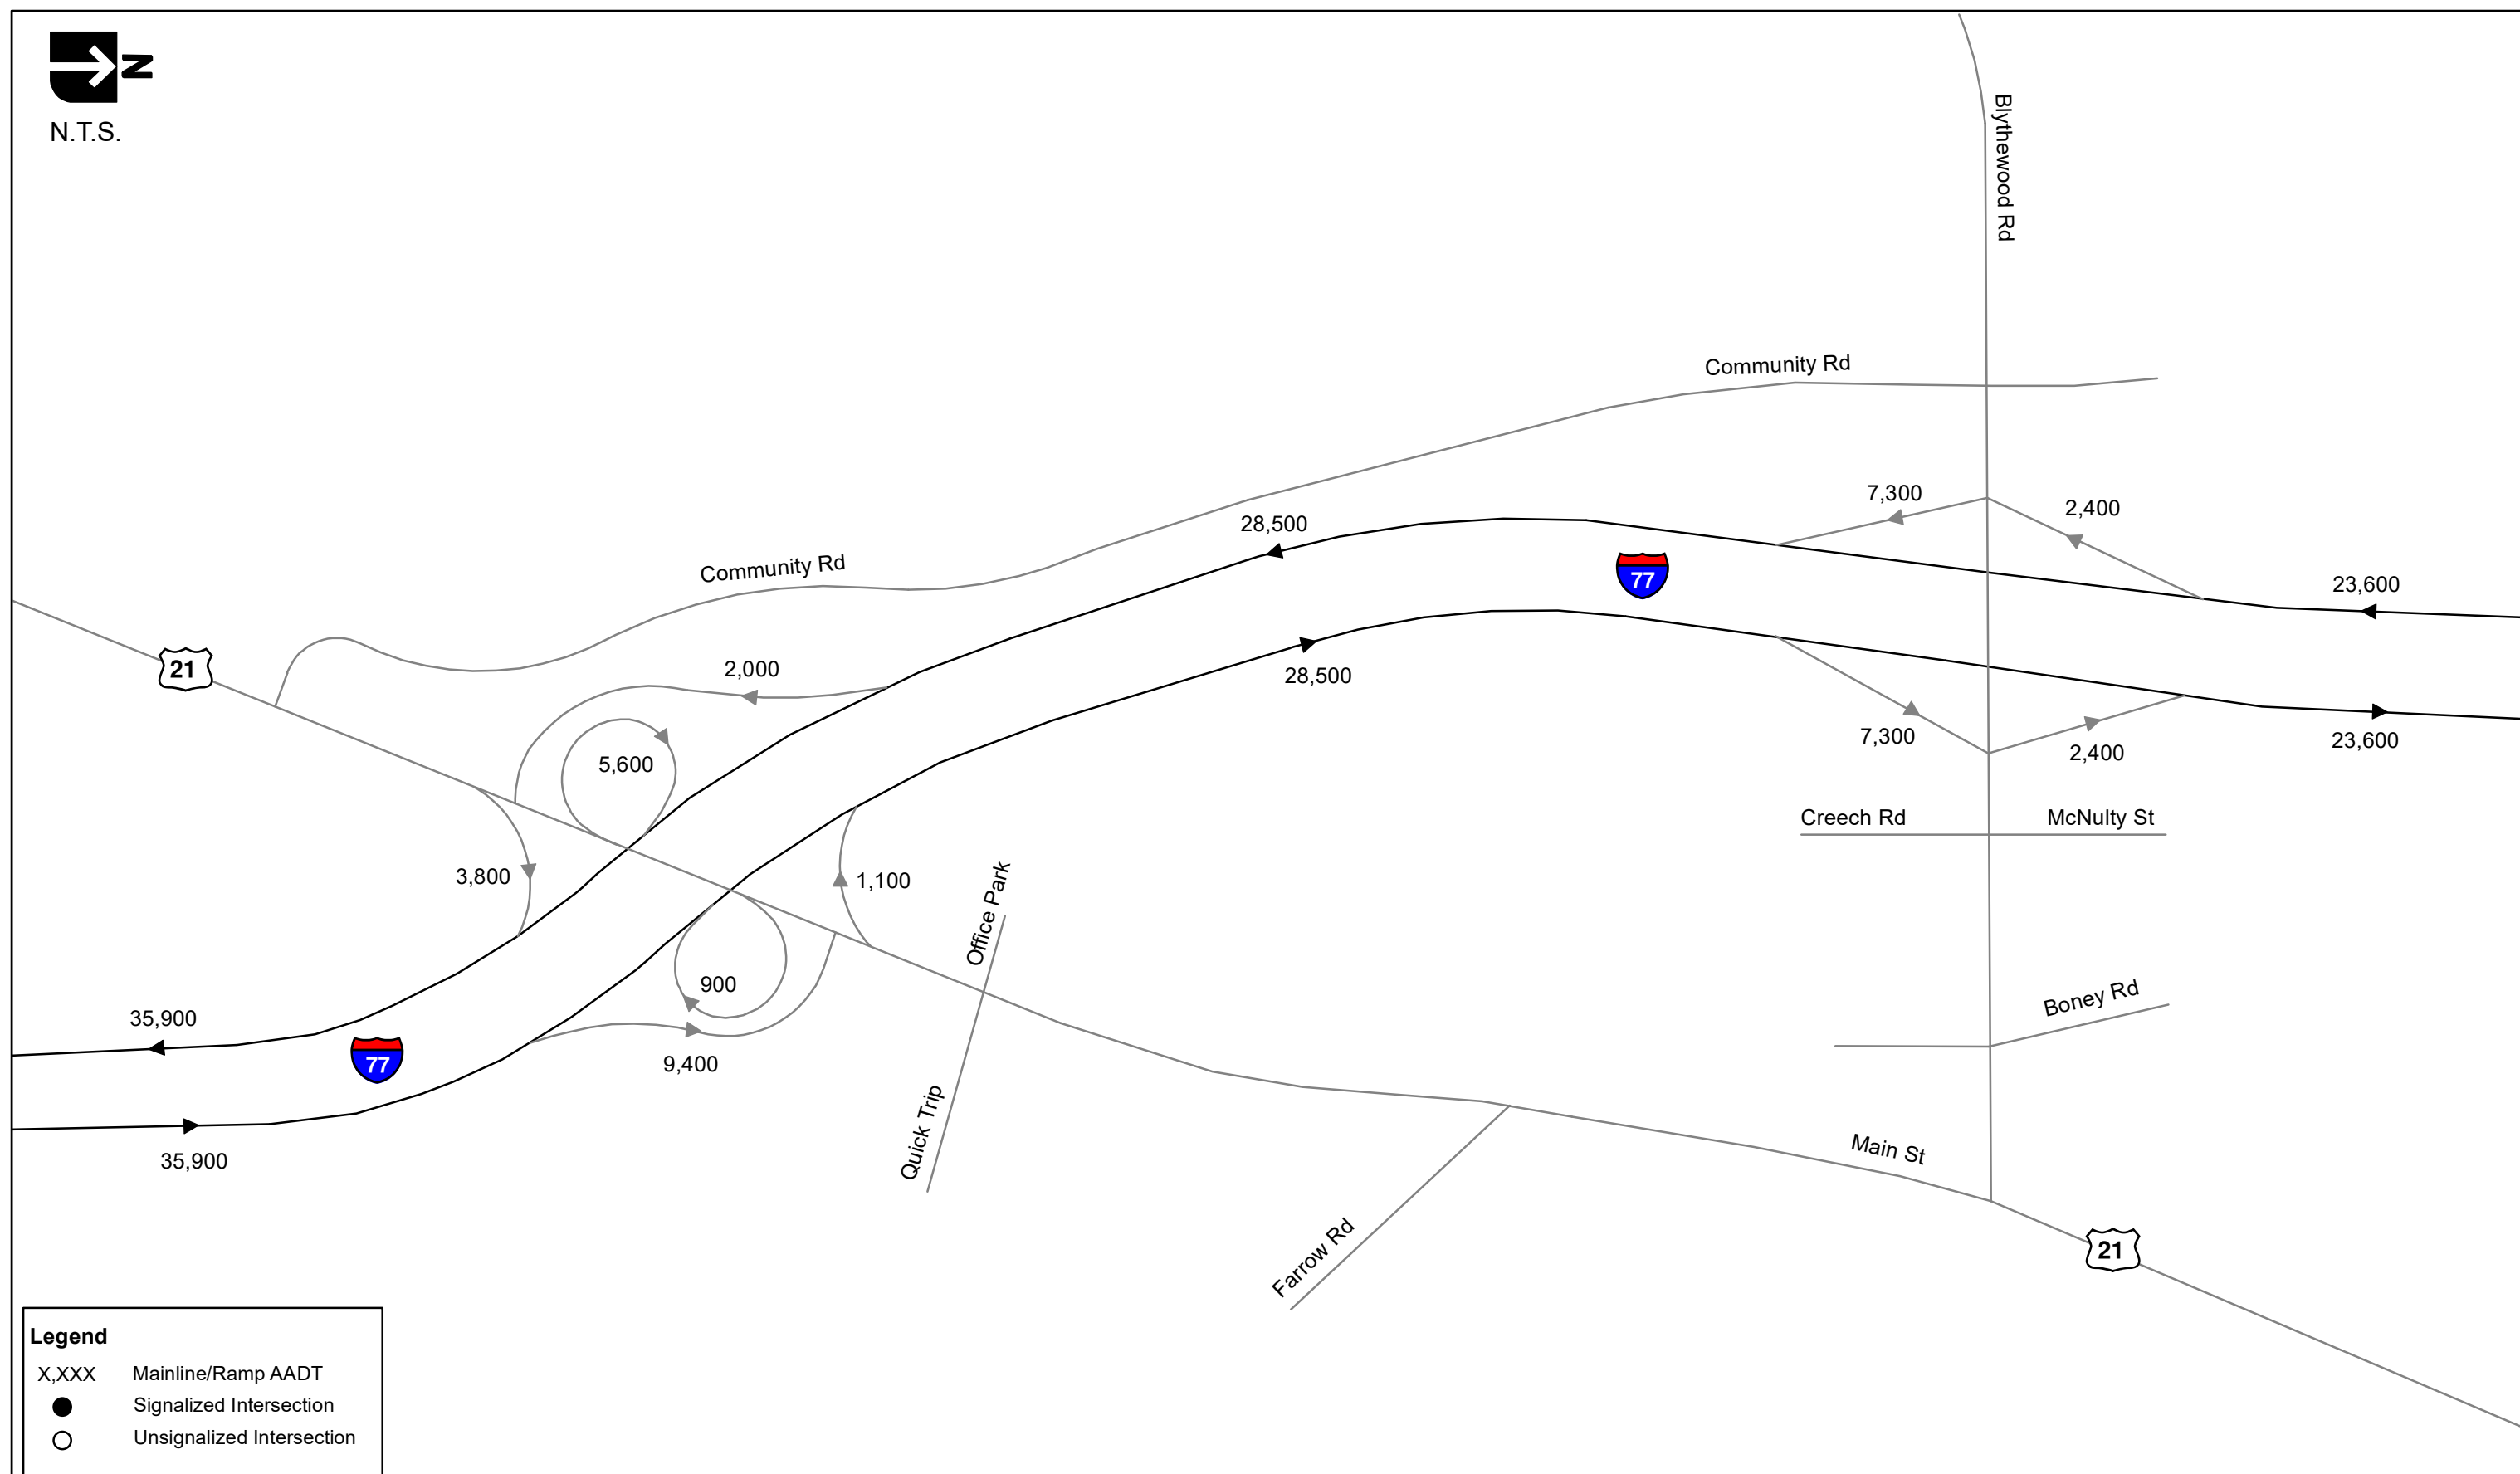 N
N.T.S.
Blythewood Rd
Community Rd
7,300
2,400
28,500
Community Rd
77
23,600
21
2,000
28,500
5,600
7,300
2,400
23,600
Creech Rd
McNulty St
3,800
1,100
Office Park
900
Boney Rd
35,900
77
9,400
Quick Trip
35,900
Main St
Farrow Rd
21
Legend
X,XXX Mainline/Ramp AADT
Signalized Intersection
Unsignalized Intersection